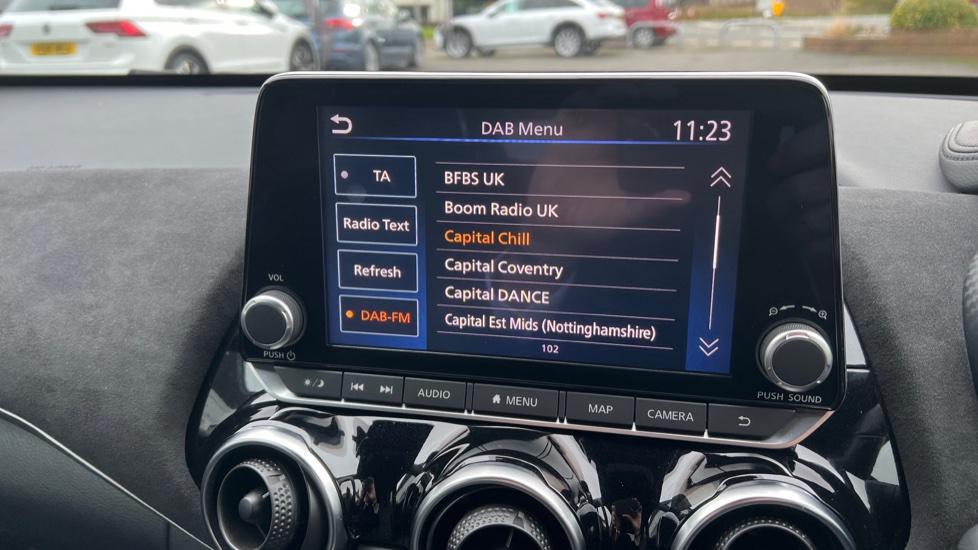 DAB Menu 11:23
TA
Radio Text
Refresh
DAB-FM
BFBS UK
Boom Radio UK
Capital Chill
Capital Coventry
Capital DANCE
Capital Est Mids (Nottinghamshire)
102
VOL
PUSH
PUSH SOUND
AUDIO
MENU
MAP
CAMERA